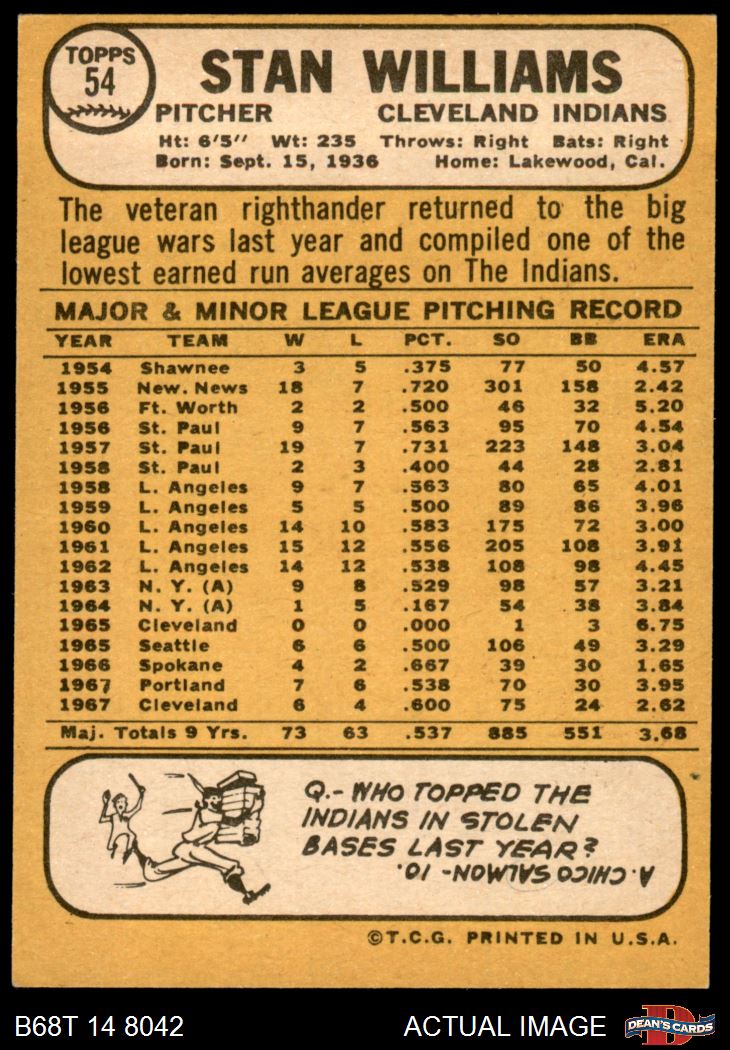 TOPPS
54
STAN WILLIAMS
PITCHER CLEVELAND INDIANS
Ht: 6'5" Wt: 235 Throws: Right Bats: Right
Born: Sept. 15, 1936 Home: Lakewood, Cal.
The veteran righthander returned to the big
league wars last year and compiled one of the
lowest earned run averages on The Indians.
MAJOR & MINOR LEAGUE PITCHING RECORD
YEAR TEAM W L PCT. SO BB ERA
1954 Shawnee 3 5 .375 77 50 4.57
1955 New. News 18 7 .720 301 158 2.42
1956 Ft. Worth 2 2 .500 46 32 5.20
1956 St. Paul 9 7 .563 95 70 4.54
1957 St. Paul 19 7 .731 223 148 3.04
1958 St. Paul 2 3 .400 44 28 2.81
1958 L. Angeles 9 7 .563 80 65 4.01
1959 L. Angeles 5 5 .500 89 86 3.96
1960 L. Angeles 14 10 .583 175 72 3.00
1961 L. Angeles 15 12 .556 205 108 3.91
1962 L. Angeles 14 12 .538 108 98 4.45
1963 N. Y. (A) 9 8 .529 98 57 3.21
1964 N. Y. (A) 1 5 .167 54 38 3.84
1965 Cleveland 0 0 .000 1 3 6.75
1965 Seattle 6 6 .500 106 49 3.29
1966 Spokane 4 2 .667 39 30 1.65
1967 Portland 7 6 .538 70 30 3.95
1967 Cleveland 6 4 .600 75 24 2.62
Maj. Totals 9 Yrs. 73 63 .537 885 551 3.68
Q.- WHO TOPPED THE
INDIANS IN STOLEN
BASES LAST YEAR?
A. CHICO SALMON- 10.
©T.C.G. PRINTED IN U.S.A.
B68T 14 8042 ACTUAL IMAGE
D
DEAN'S CARDS